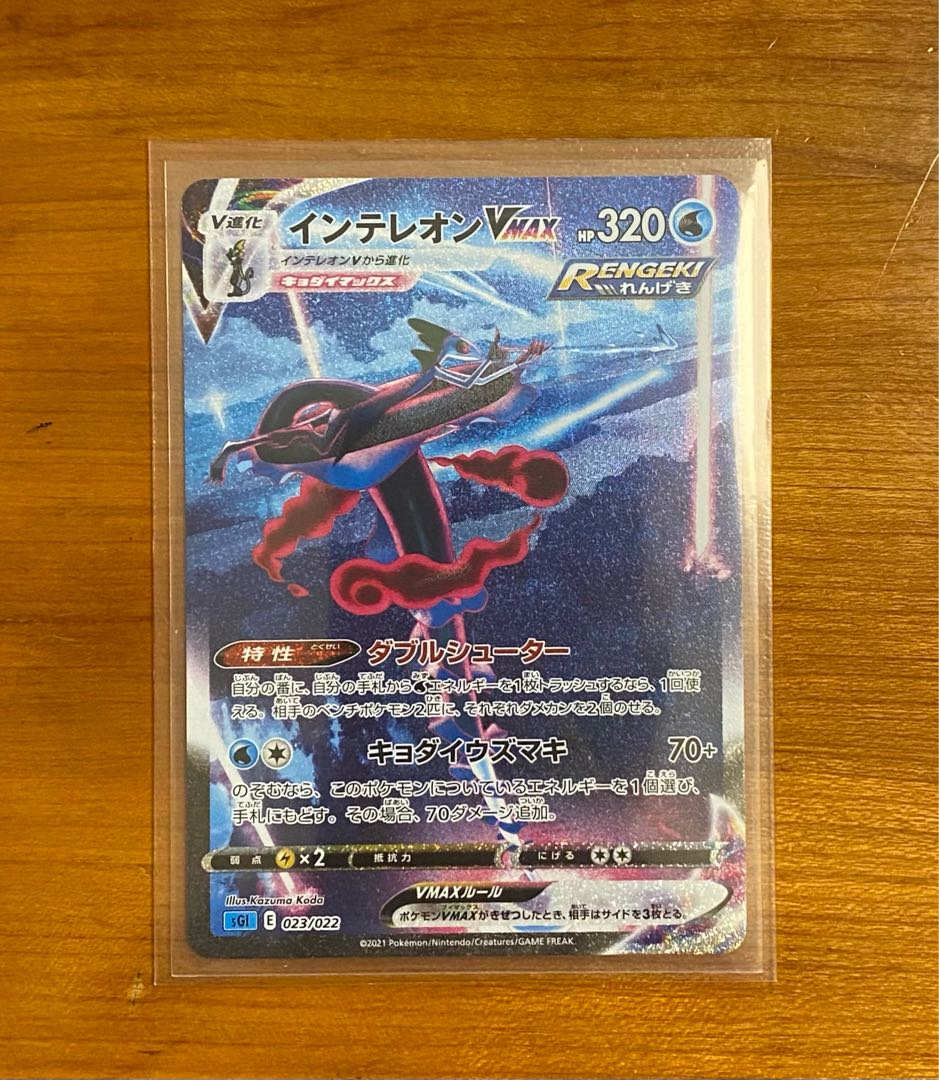 V進化
インテレオンVMAX HP320
インテレオンVから進化
キョダイマックス
RENGEKI
れんげき
特性 とくせい ダブルシューター
自分の番に、自分の手札からエネルギーを1枚トラッシュするなら、1回使
える。相手のベンチポケモン2匹に、それぞれダメカンを2個のせる。
キョダイウズマキ 70+
のぞむなら、このポケモンについているエネルギーを1個選び、
手札にもどす。その場合、70ダメージ追加。
弱点 ×2 抵抗力 にげる
Illus.Kazuma Koda
VMAXルール
sGI E 023/022
ポケモンVMAXがきぜつしたとき、相手はサイドを3枚とる。
©2021 Pokémon/Nintendo/Creatures/GAME FREAK